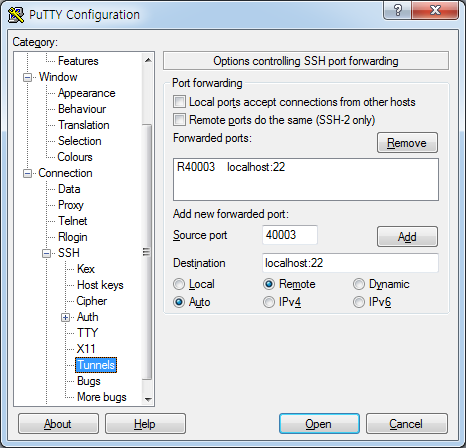 PuTTY Configuration
Category:
Features
Window
Appearance
Behaviour
Translation
Selection
Colours
Connection
Data
Proxy
Telnet
Rlogin
SSH
Kex
Host keys
Cipher
Auth
TTY
X11
Tunnels
Bugs
More bugs
Options controlling SSH port forwarding
Port forwarding
Local ports accept connections from other hosts
Remote ports do the same (SSH-2 only)
Forwarded ports:
Remove
R40003 localhost:22
Add new forwarded port:
Source port 40003 Add
Destination localhost:22
Local Remote Dynamic
Auto IPv4 IPv6
About Help Open Cancel